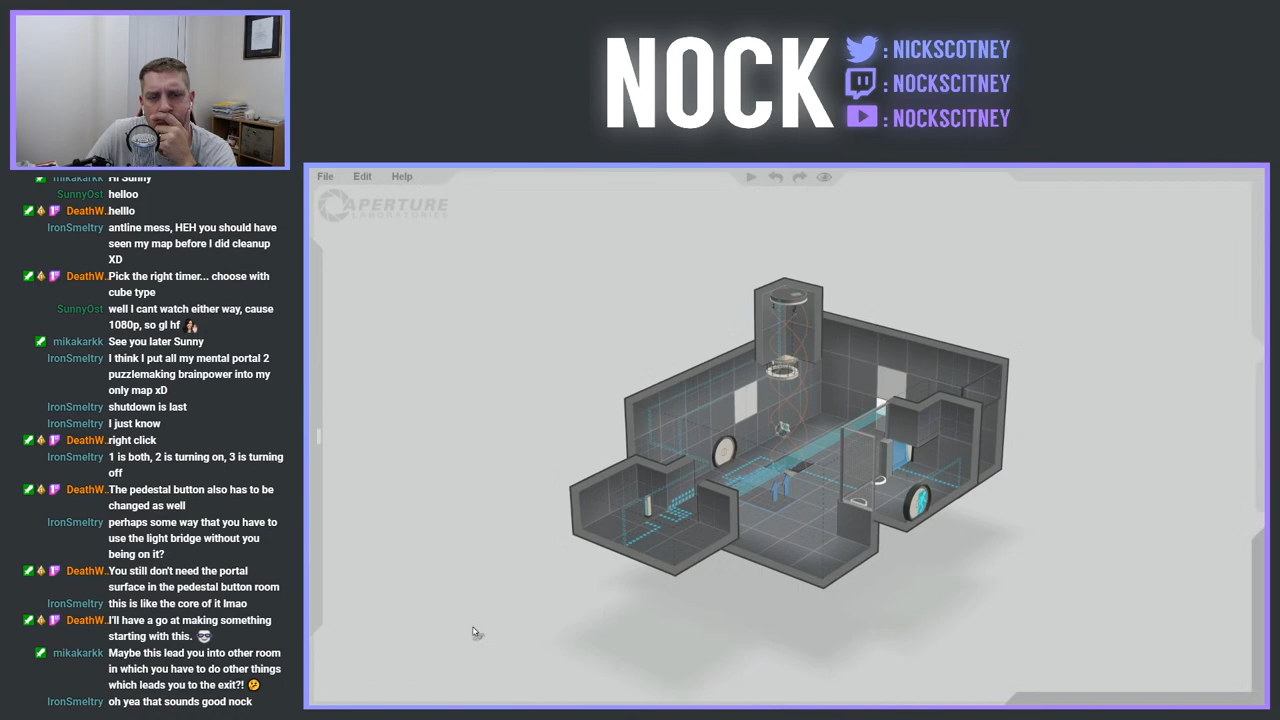 NOCK
: NICKSCOTNEY
: NOCKSCITNEY
: NOCKSCITNEY
mikakarkk Hi Sunny
SunnyOst helloo
DeathW.. helllo
IronSmeltry antline mess, HEH you should have
seen my map before I did cleanup
XD
DeathW.. Pick the right timer... choose with
cube type
SunnyOst well I cant watch either way, cause
1080p, so gl hf
mikakarkk See you later Sunny
IronSmeltry I think I put all my mental portal 2
puzzlemaking brainpower into my
only map xD
IronSmeltry shutdown is last
IronSmeltry I just know
DeathW.. right click
IronSmeltry 1 is both, 2 is turning on, 3 is turning
off
DeathW.. The pedestal button also has to be
changed as well
IronSmeltry perhaps some way that you have to
use the light bridge without you
being on it?
DeathW.. You still don't need the portal
surface in the pedestal button room
IronSmeltry this is like the core of it lmao
DeathW.. I'll have a go at making something
starting with this.
mikakarkk Maybe this lead you into other room
in which you have to do other things
which leads you to the exit?!
IronSmeltry oh yea that sounds good nock
File Edit Help
APERTURE
LABORATORIES